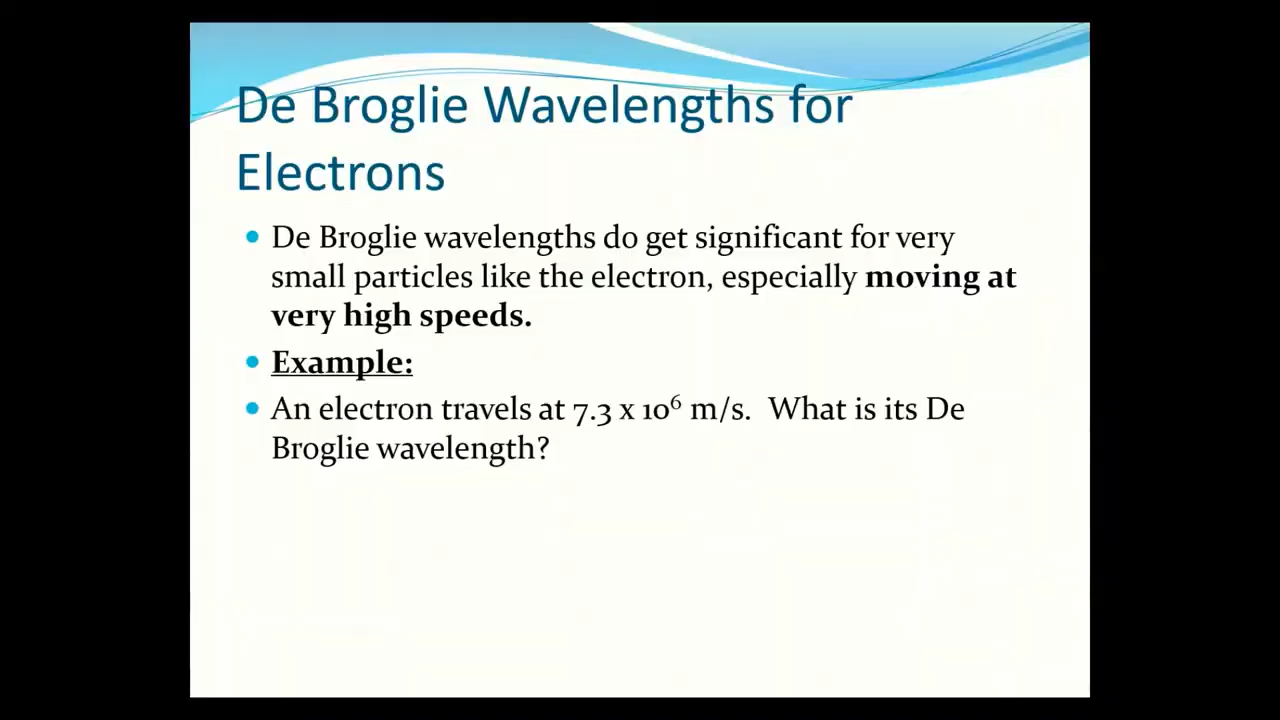 De Broglie Wavelengths for
Electrons
• De Broglie wavelengths do get significant for very
small particles like the electron, especially moving at
very high speeds.
• Example:
• An electron travels at 7.3 x 10⁶ m/s.  What is its De
Broglie wavelength?